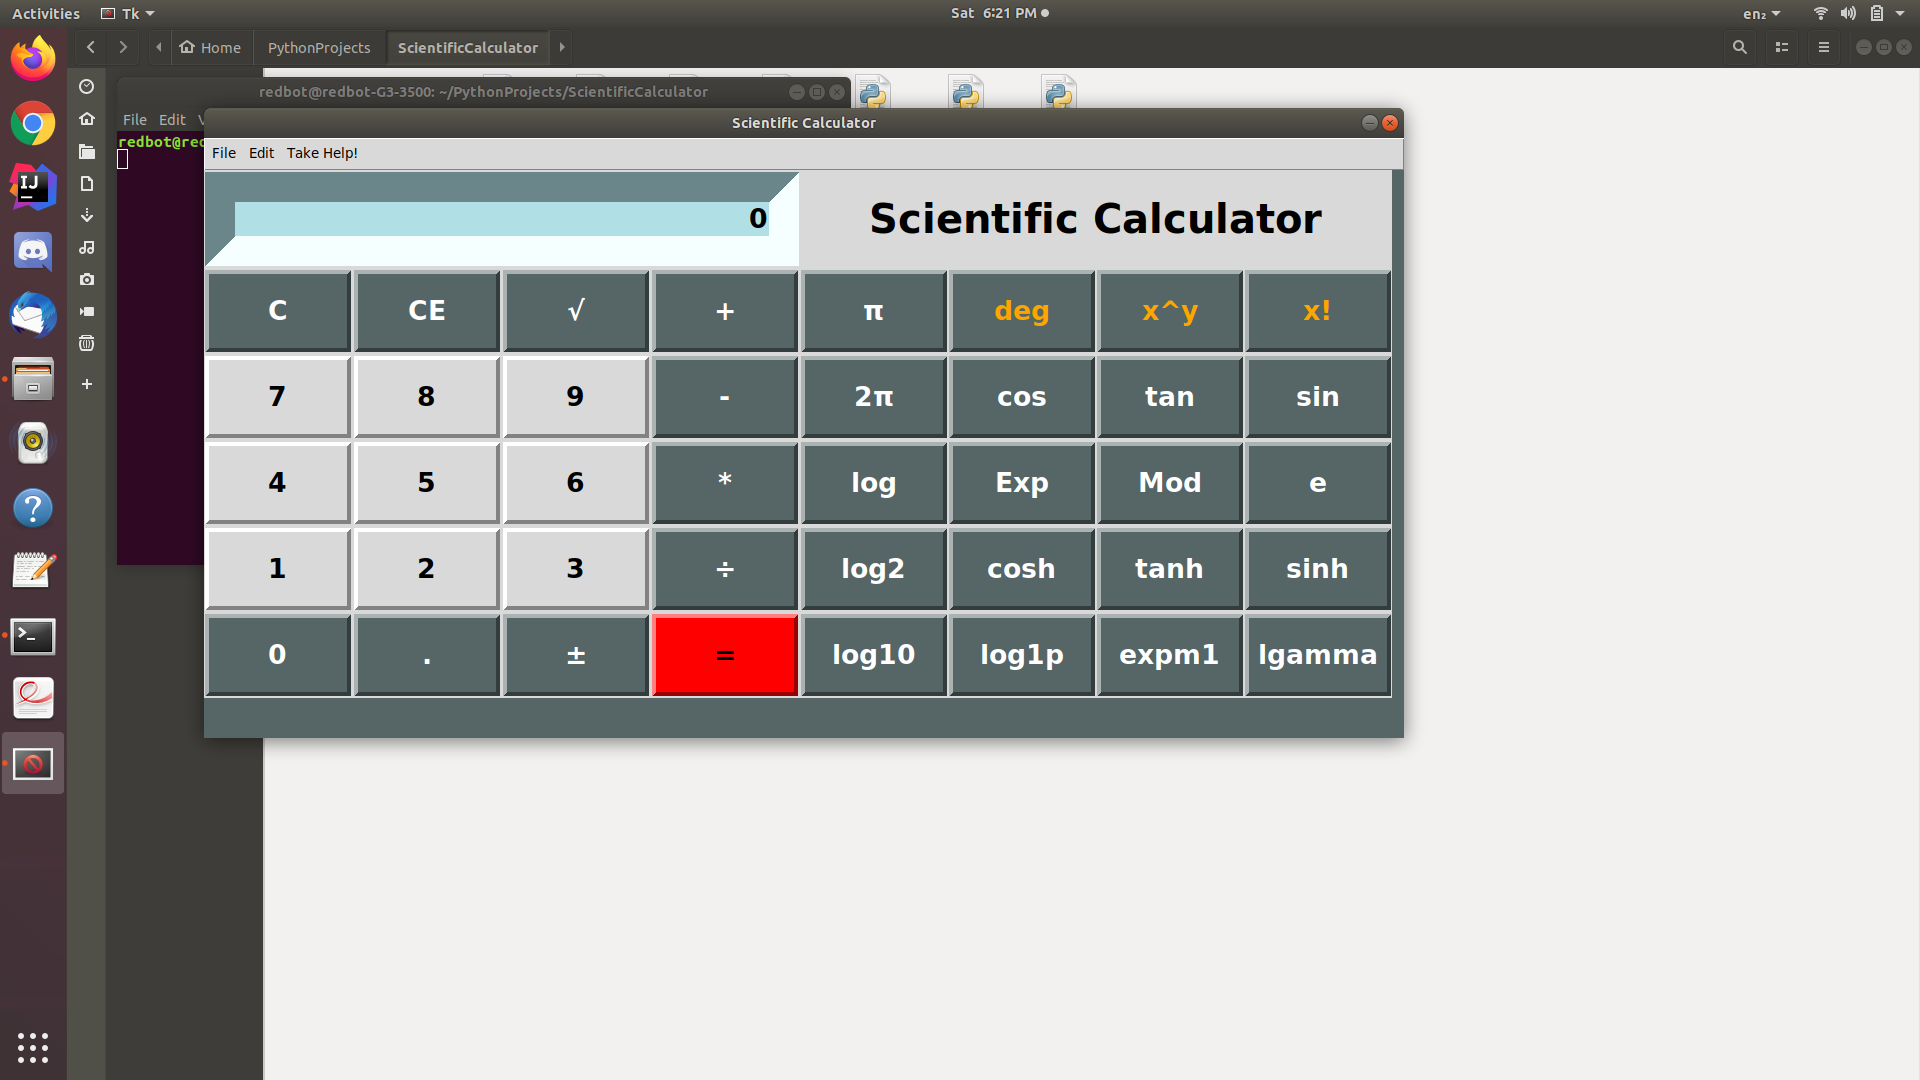 Activities Tk Sat 6:21 PM en₂
Home PythonProjects ScientificCalculator
redbot@redbot-G3-3500: ~/PythonProjects/ScientificCalculator
File Edit
redbot@re
Scientific Calculator
File Edit Take Help!
0 Scientific Calculator
C CE √ + π deg x^y x!
7 8 9 - 2π cos tan sin
4 5 6 * log Exp Mod e
1 2 3 ÷ log2 cosh tanh sinh
0 . ± = log10 log1p expm1 lgamma
IJ